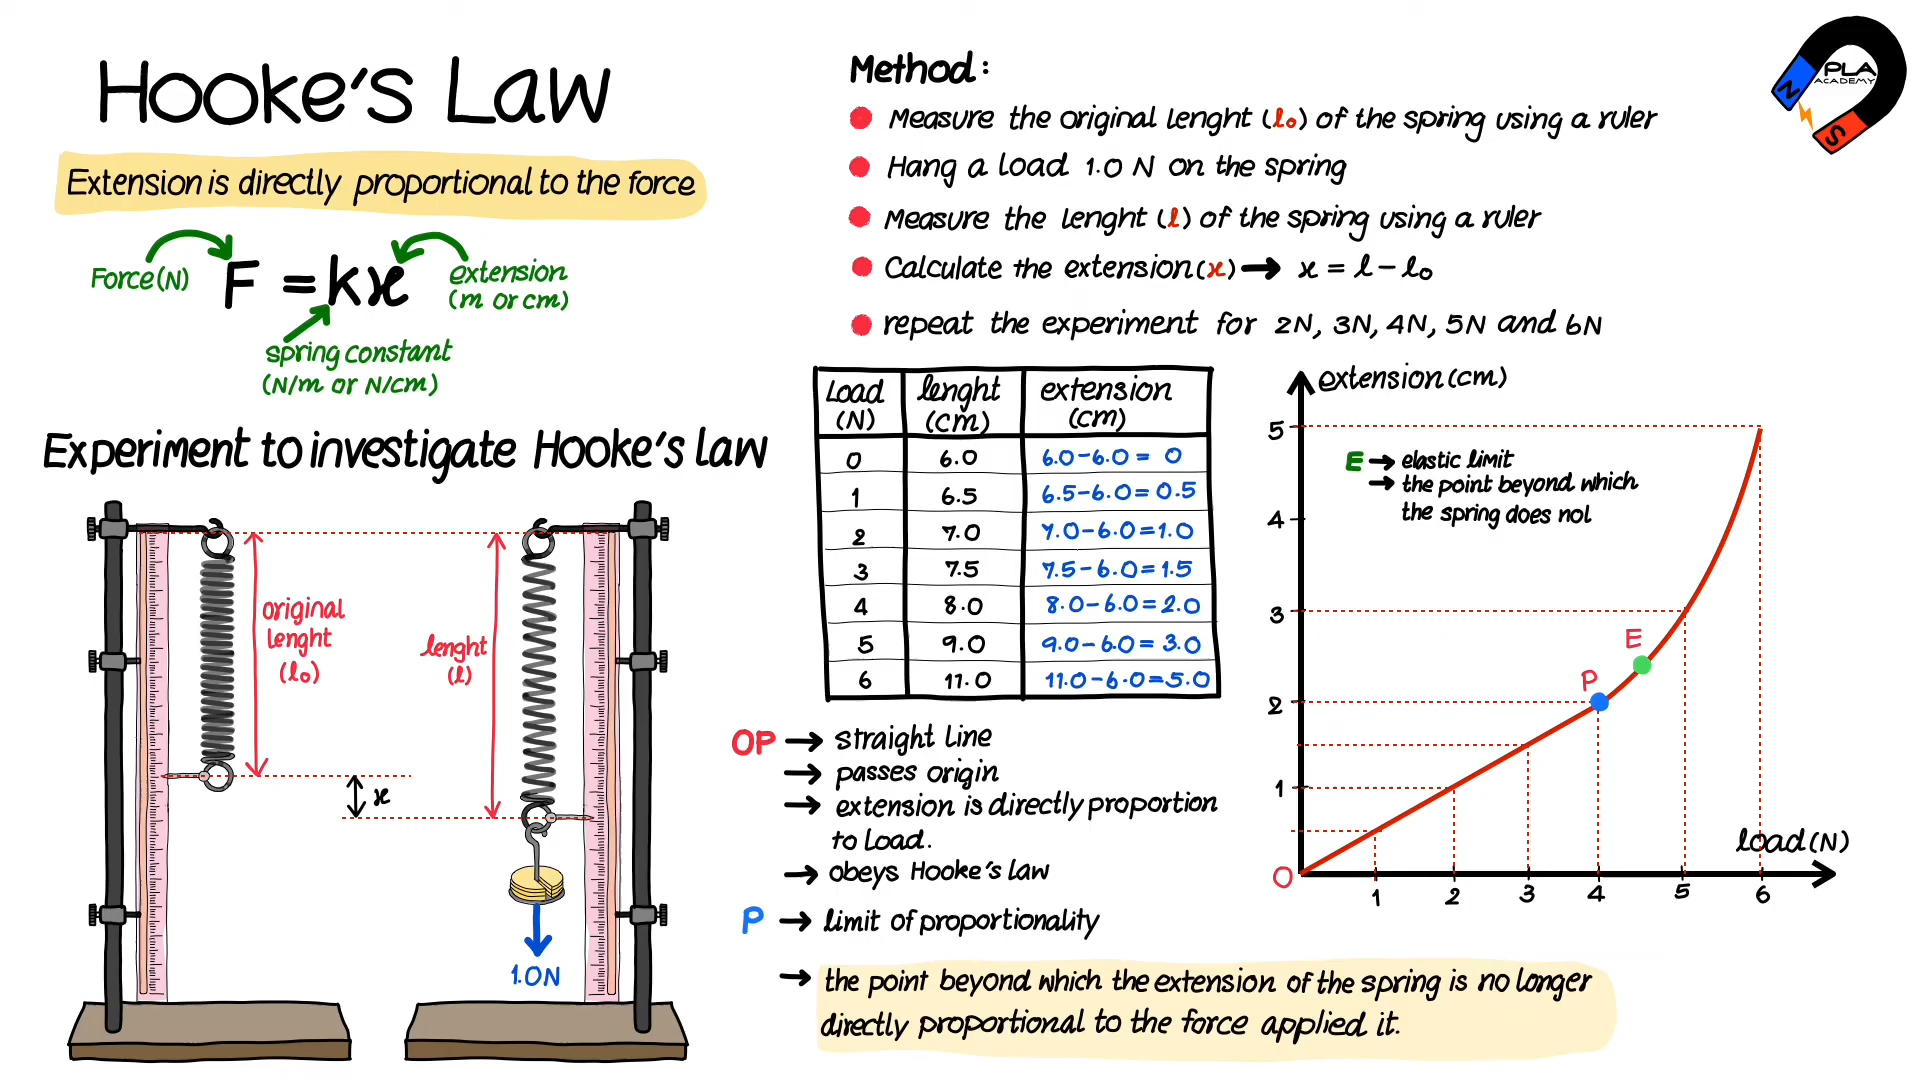 Hooke's Law
Extension is directly proportional to the force
Force (N)
F = kx
extension
(m or cm)
spring constant
(N/m or N/cm)
Experiment to investigate Hooke's law
original
lenght
(l₀)
lenght
(l)
x
1.0N
Method:
Measure the original lenght (l₀) of the spring using a ruler
Hang a load 1.0 N on the spring
Measure the lenght (l) of the spring using a ruler
Calculate the extension (x) → x = l - l₀
repeat the experiment for 2N, 3N, 4N, 5N and 6N
PLA
ACADEMY
N
S
Load (N) lenght (cm) extension (cm)
0 6.0 6.0-6.0 = 0
1 6.5 6.5-6.0 = 0.5
2 7.0 7.0-6.0 = 1.0
3 7.5 7.5-6.0 = 1.5
4 8.0 8.0-6.0 = 2.0
5 9.0 9.0-6.0 = 3.0
6 11.0 11.0-6.0 = 5.0
extension (cm)
5
4
3
2
1
O
1 2 3 4 5 6
load (N)
E → elastic limit
→ the point beyond which
the spring does not
P
E
OP → straight line
→ passes origin
→ extension is directly proportion
to load.
→ obeys Hooke's law
P → limit of proportionality
→ the point beyond which the extension of the spring is no longer
directly proportional to the force applied it.